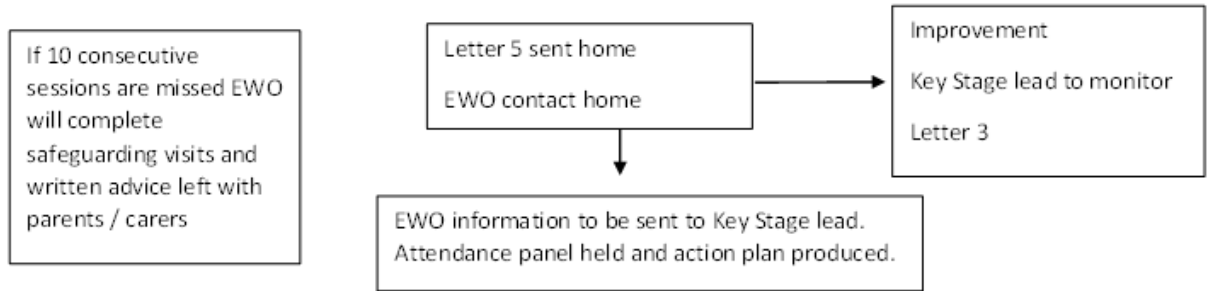 If 10 consecutive
sessions are missed EWO
will complete
safeguarding visits and
written advice left with
parents / carers
Letter 5 sent home
EWO contact home
Improvement
Key Stage lead to monitor
Letter 3
EWO information to be sent to Key Stage lead.
Attendance panel held and action plan produced.